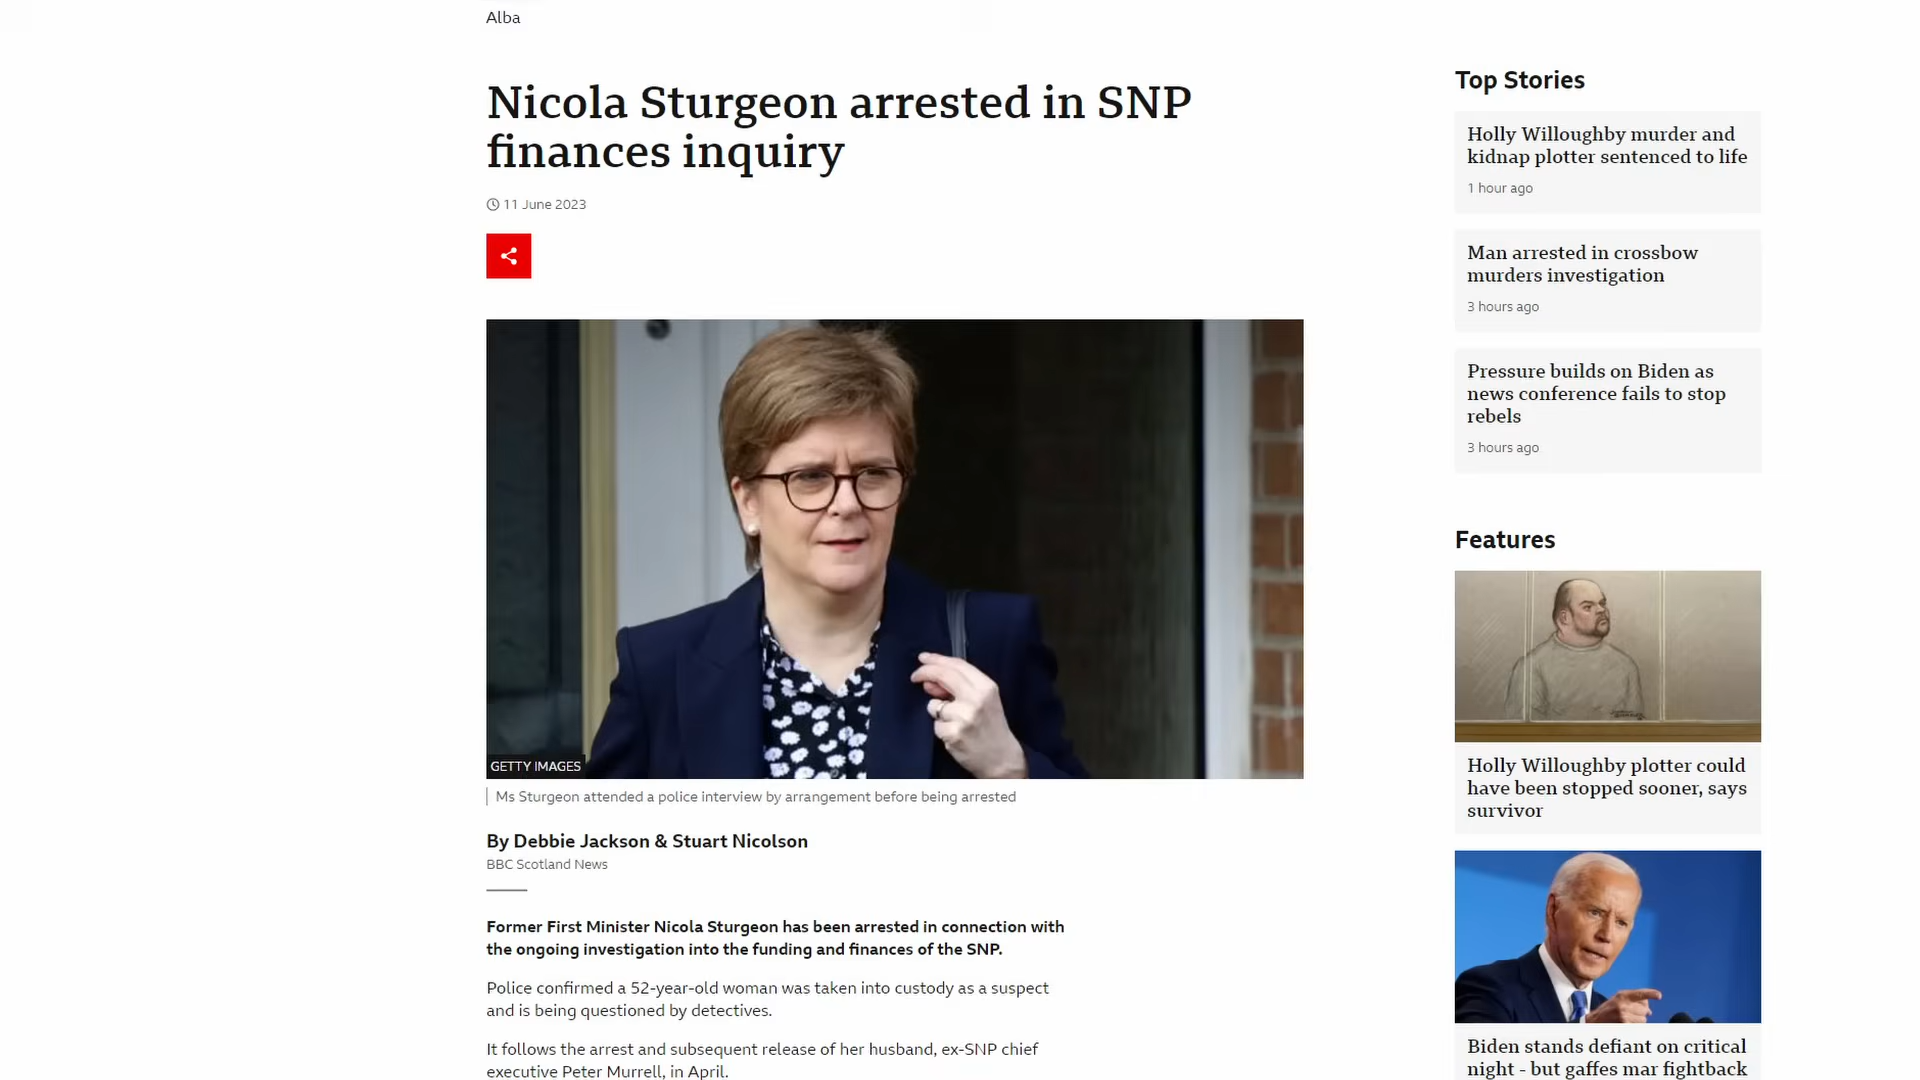 Alba
Nicola Sturgeon arrested in SNP
finances inquiry
11 June 2023
GETTY IMAGES
Ms Sturgeon attended a police interview by arrangement before being arrested
By Debbie Jackson & Stuart Nicolson
BBC Scotland News
Former First Minister Nicola Sturgeon has been arrested in connection with
the ongoing investigation into the funding and finances of the SNP.
Police confirmed a 52-year-old woman was taken into custody as a suspect
and is being questioned by detectives.
It follows the arrest and subsequent release of her husband, ex-SNP chief
executive Peter Murrell, in April.
Top Stories
Holly Willoughby murder and
kidnap plotter sentenced to life
1 hour ago
Man arrested in crossbow
murders investigation
3 hours ago
Pressure builds on Biden as
news conference fails to stop
rebels
3 hours ago
Features
Holly Willoughby plotter could
have been stopped sooner, says
survivor
Biden stands defiant on critical
night - but gaffes mar fightback